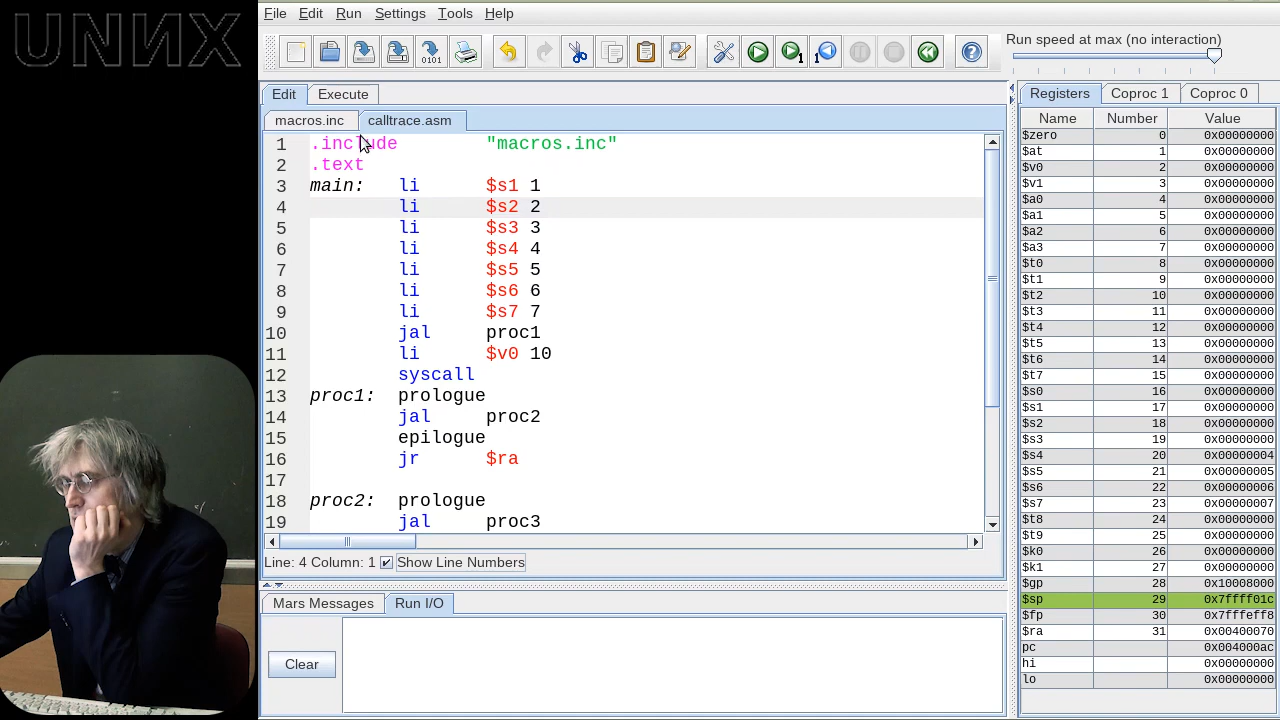 UNИX
File Edit Run Settings Tools Help
Run speed at max (no interaction)
Edit Execute
macros.inc calltrace.asm
1 .include "macros.inc"
2 .text
3 main: li $s1 1
4 li $s2 2
5 li $s3 3
6 li $s4 4
7 li $s5 5
8 li $s6 6
9 li $s7 7
10 jal proc1
11 li $v0 10
12 syscall
13 proc1: prologue
14 jal proc2
15 epilogue
16 jr $ra
17
18 proc2: prologue
19 jal proc3
Line: 4 Column: 1 Show Line Numbers
Mars Messages Run I/O
Clear
Registers Coproc 1 Coproc 0
Name Number Value
$zero 0 0x00000000
$at 1 0x00000000
$v0 2 0x00000000
$v1 3 0x00000000
$a0 4 0x00000000
$a1 5 0x00000000
$a2 6 0x00000000
$a3 7 0x00000000
$t0 8 0x00000000
$t1 9 0x00000000
$t2 10 0x00000000
$t3 11 0x00000000
$t4 12 0x00000000
$t5 13 0x00000000
$t6 14 0x00000000
$t7 15 0x00000000
$s0 16 0x00000000
$s1 17 0x00000000
$s2 18 0x00000000
$s3 19 0x00000000
$s4 20 0x00000004
$s5 21 0x00000005
$s6 22 0x00000006
$s7 23 0x00000007
$t8 24 0x00000000
$t9 25 0x00000000
$k0 26 0x00000000
$k1 27 0x00000000
$gp 28 0x10008000
$sp 29 0x7ffff01c
$fp 30 0x7fffeff8
$ra 31 0x00400070
pc 0x004000ac
hi 0x00000000
lo 0x00000000